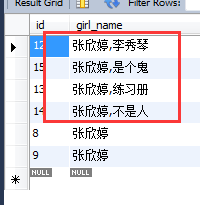 Result Grid Filter Rows:
id girl_name
12 张欣婷,李秀琴
15 张欣婷,是个鬼
13 张欣婷,练习册
14 张欣婷,不是人
8 张欣婷
9 张欣婷
NULL NULL